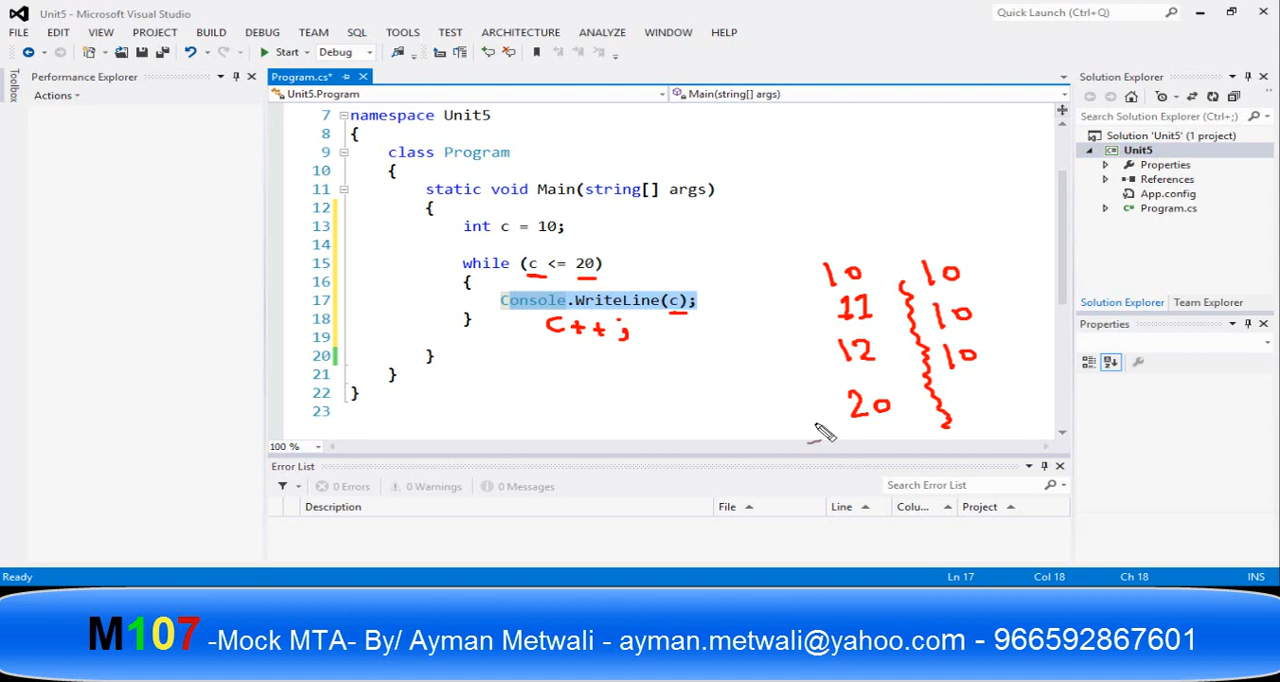 Unit5 - Microsoft Visual Studio
Quick Launch (Ctrl+Q)
FILE EDIT VIEW PROJECT BUILD DEBUG TEAM SQL TOOLS TEST ARCHITECTURE ANALYZE WINDOW HELP
Start Debug
Toolbox
Performance Explorer
Actions
Program.cs*
Unit5.Program
Main(string[] args)
7 namespace Unit5
8 {
9 class Program
10 {
11 static void Main(string[] args)
12 {
13 int c = 10;
14
15 while (c <= 20)
16 {
17 Console.WriteLine(c);
18 }
C++;
19
20 }
21 }
22 }
23
10 10
11 10
12 10
20
100 %
Solution Explorer
Search Solution Explorer (Ctrl+;)
Solution 'Unit5' (1 project)
Unit5
Properties
References
App.config
Program.cs
Solution Explorer Team Explorer
Properties
Error List
0 Errors 0 Warnings 0 Messages
Search Error List
Description File Line Colu... Project
Ready Ln 17 Col 18 Ch 18 INS
M107 -Mock MTA- By/ Ayman Metwali - ayman.metwali@yahoo.com - 966592867601